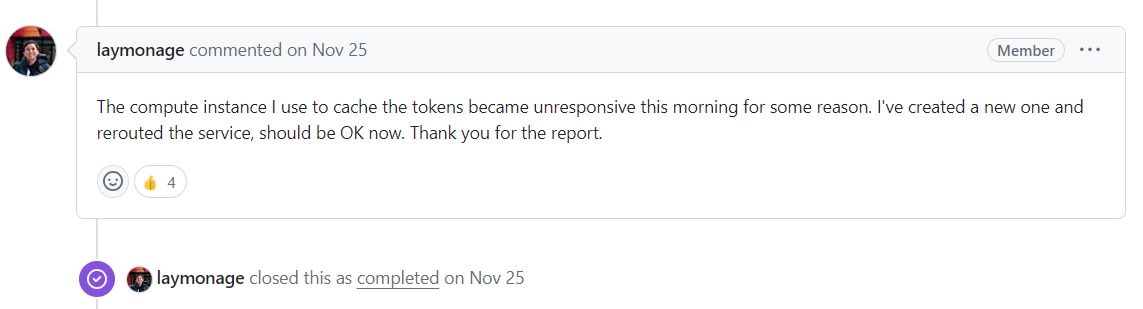 laymonage commented on Nov 25
Member
The compute instance I use to cache the tokens became unresponsive this morning for some reason. I've created a new one and
rerouted the service, should be OK now. Thank you for the report.
4
laymonage closed this as completed on Nov 25